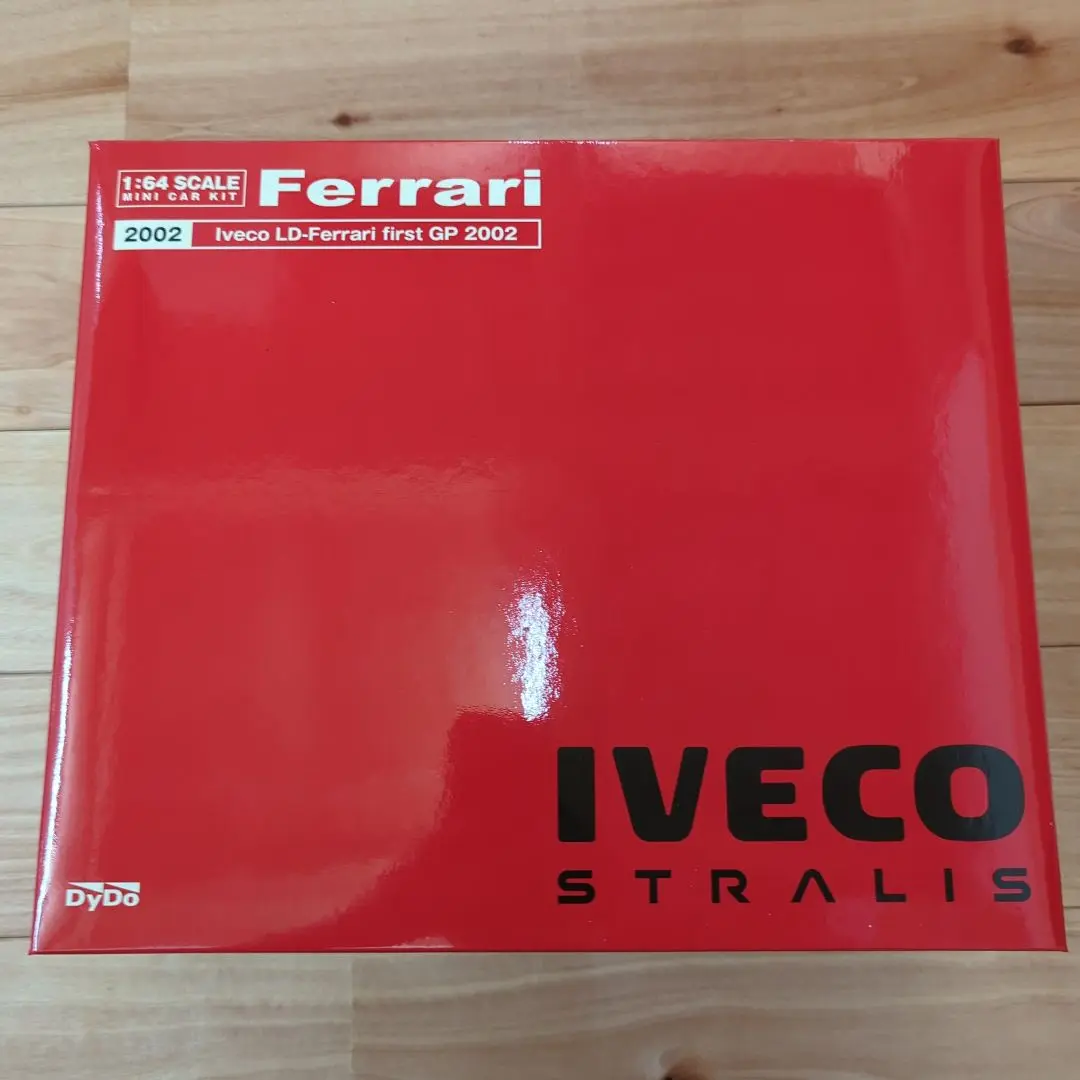 1:64 SCALE
MINI CAR KIT
Ferrari
2002
Iveco LD-Ferrari first GP 2002
IVECO
STRALIS
DyDo